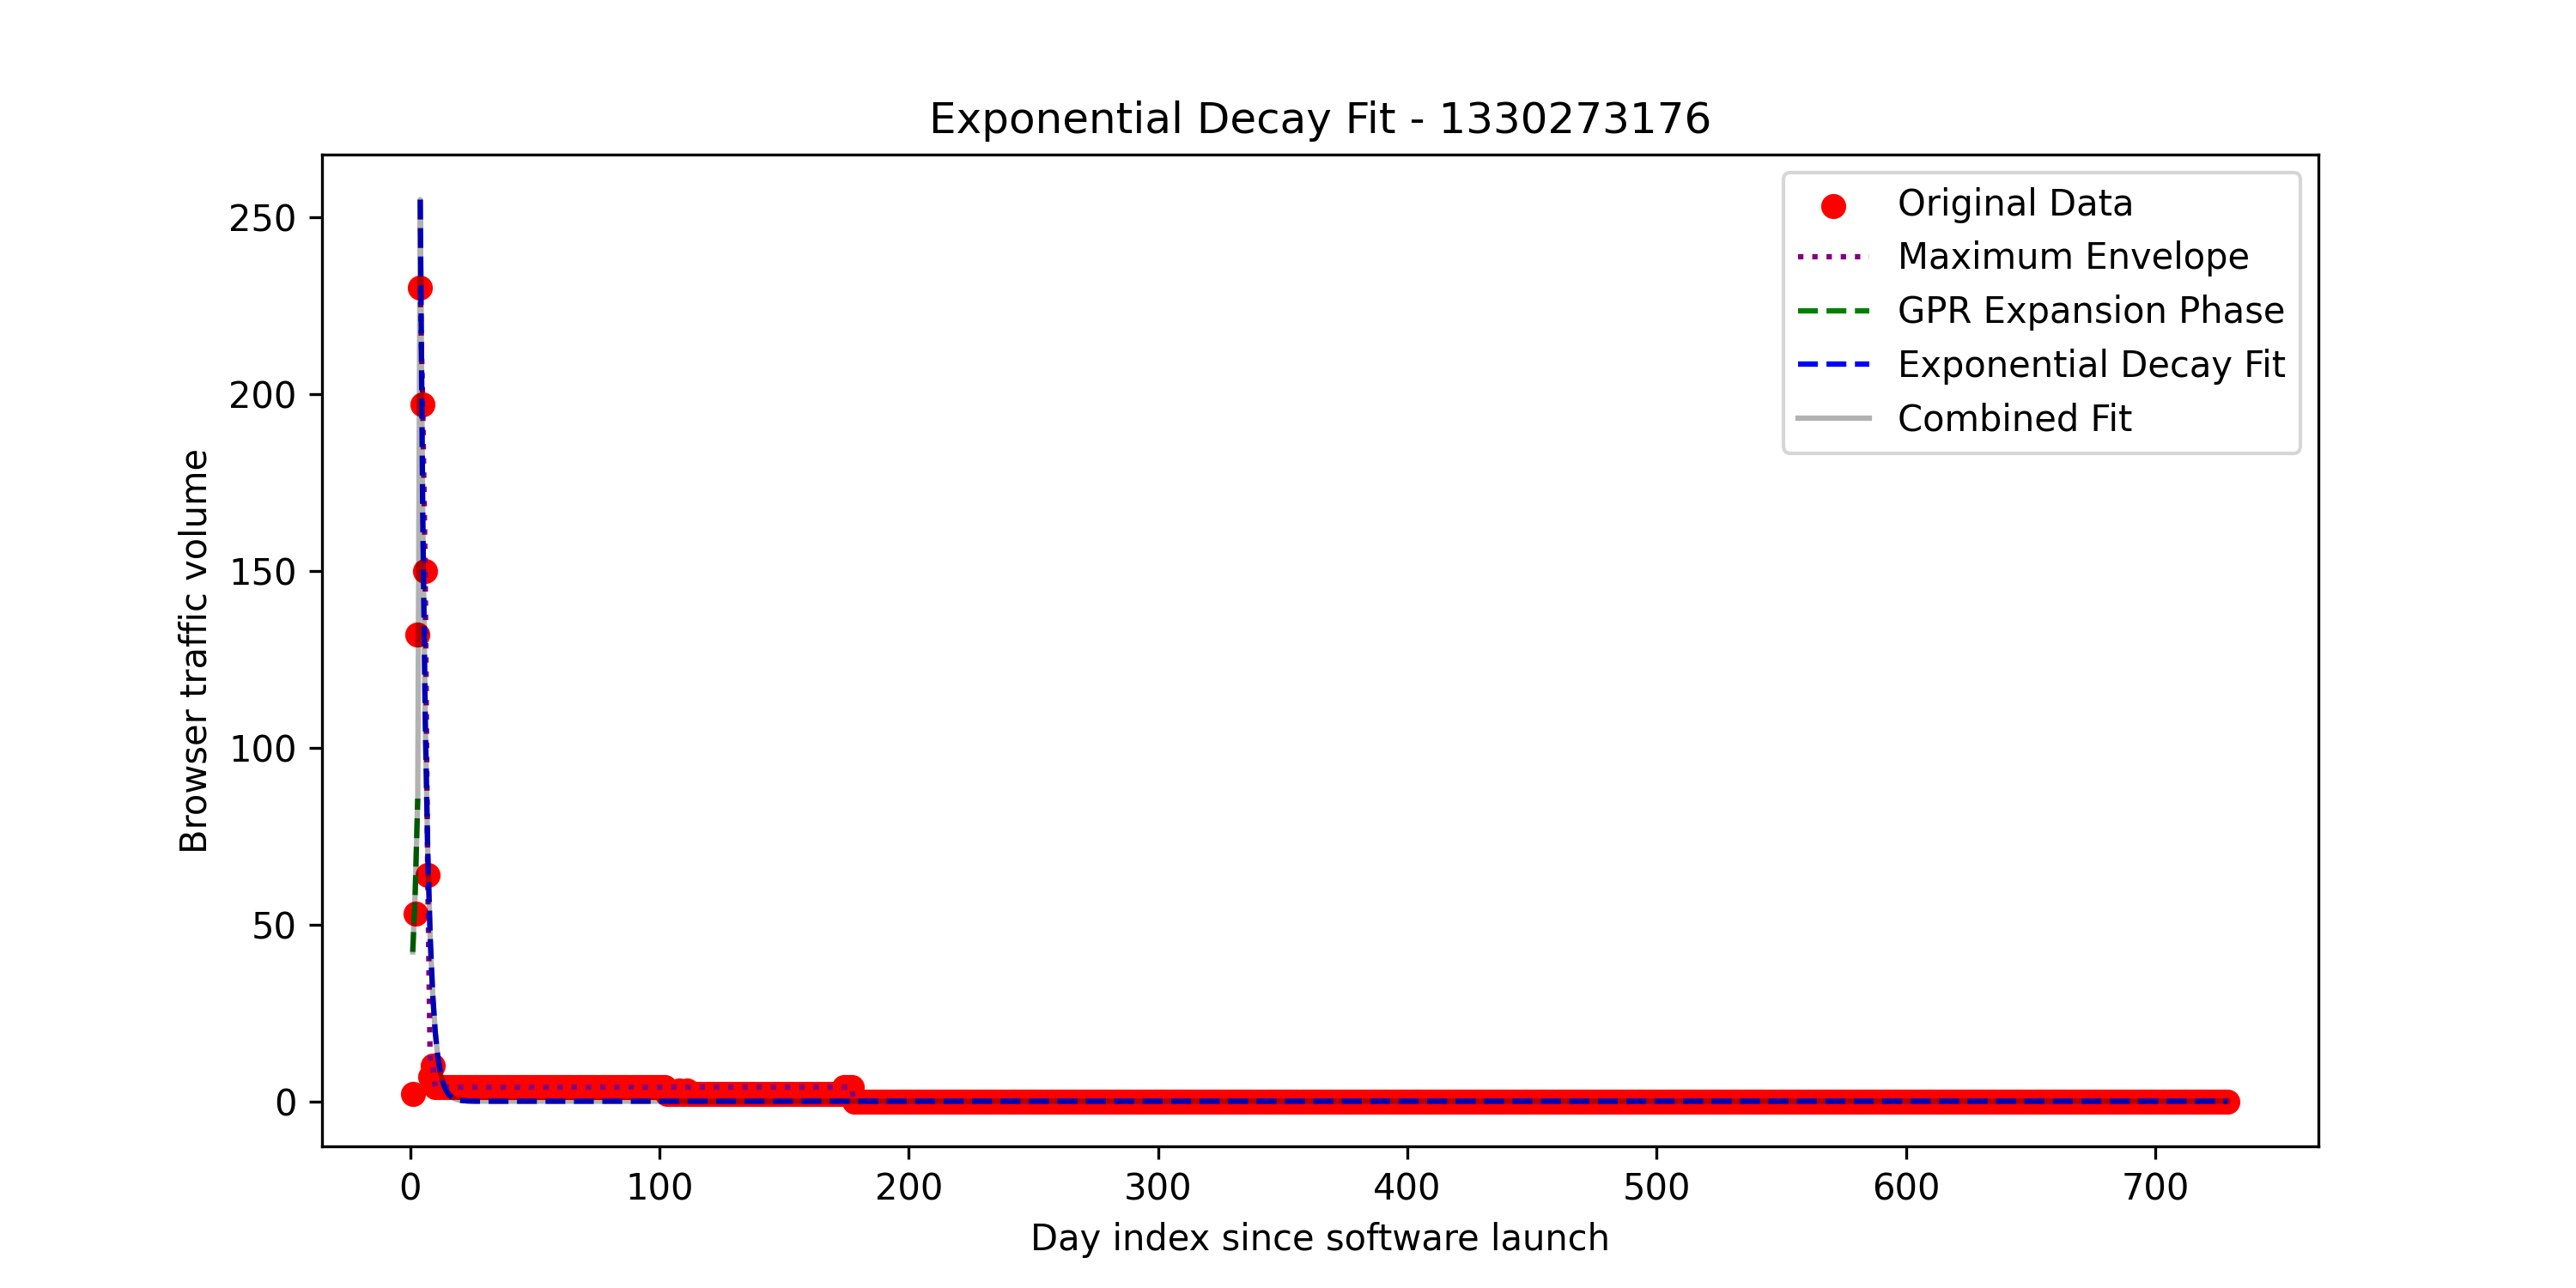 Exponential Decay Fit - 1330273176
Original Data
Maximum Envelope
GPR Expansion Phase
Exponential Decay Fit
Combined Fit
Browser traffic volume
250
200
150
100
50
0
0 100 200 300 400 500 600 700
Day index since software launch